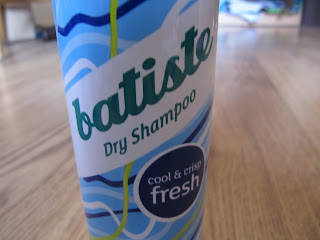 batiste
Dry Shampoo
cool & crisp
fresh